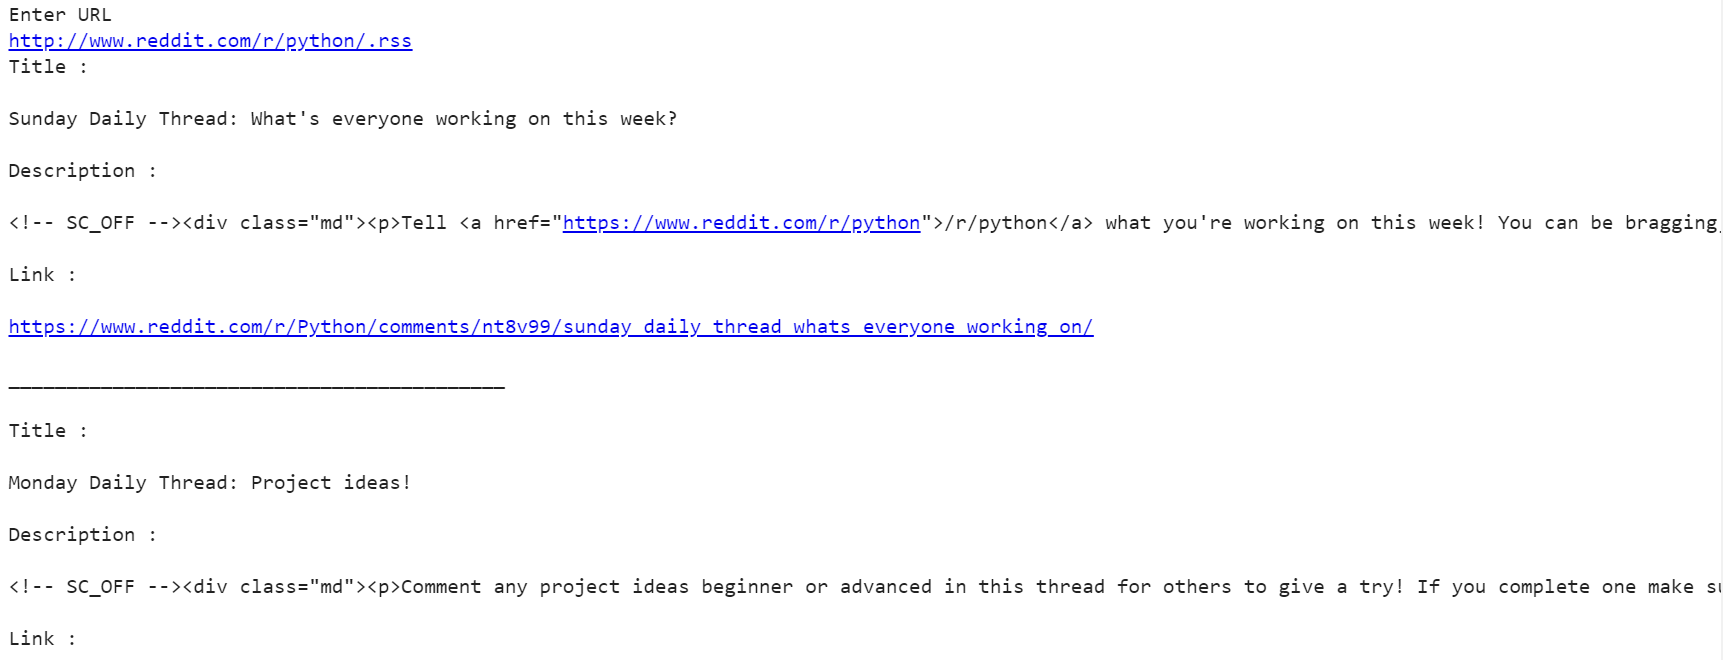 Enter URL
http://www.reddit.com/r/python/.rss
Title :
Sunday Daily Thread: What's everyone working on this week?
Description :
<!-- SC_OFF --><div class="md"><p>Tell <a href="https://www.reddit.com/r/python">/r/python</a> what you're working on this week! You can be bragging
Link :
https://www.reddit.com/r/Python/comments/nt8v99/sunday_daily_thread_whats_everyone_working_on/
___________________________________________
Title :
Monday Daily Thread: Project ideas!
Description :
<!-- SC_OFF --><div class="md"><p>Comment any project ideas beginner or advanced in this thread for others to give a try! If you complete one make
Link :